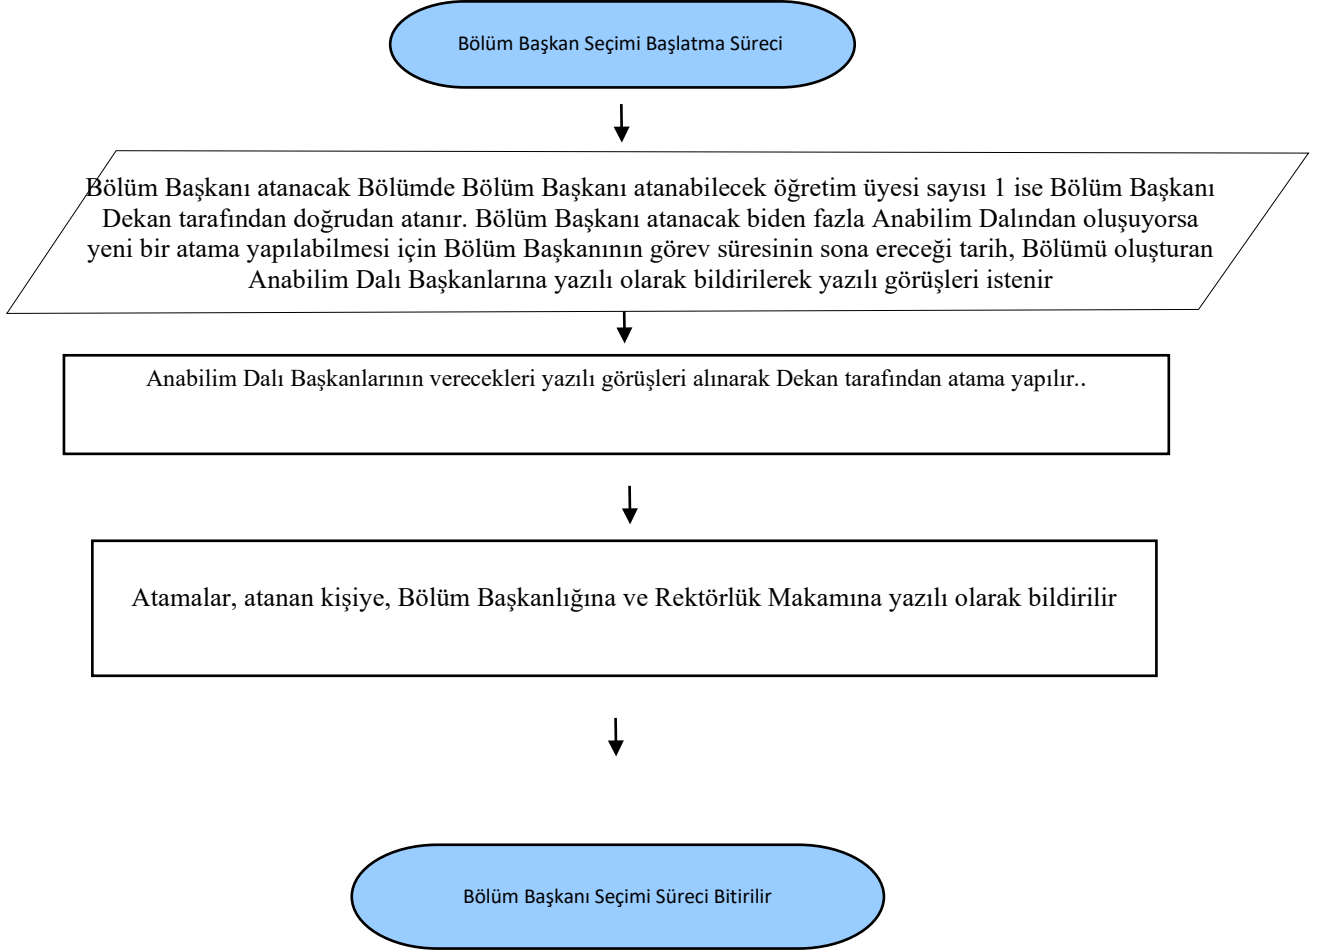 Bölüm Başkan Seçimi Başlatma Süreci
Bölüm Başkanı atanacak Bölümde Bölüm Başkanı atanabilecek öğretim üyesi sayısı 1 ise Bölüm Başkanı
Dekan tarafından doğrudan atanır. Bölüm Başkanı atanacak biden fazla Anabilim Dalından oluşuyorsa
yeni bir atama yapılabilmesi için Bölüm Başkanının görev süresinin sona ereceği tarih, Bölümü oluşturan
Anabilim Dalı Başkanlarına yazılı olarak bildirilerek yazılı görüşleri istenir
Anabilim Dalı Başkanlarının verecekleri yazılı görüşleri alınarak Dekan tarafından atama yapılır..
Atamalar, atanan kişiye, Bölüm Başkanlığına ve Rektörlük Makamına yazılı olarak bildirilir
Bölüm Başkanı Seçimi Süreci Bitirilir